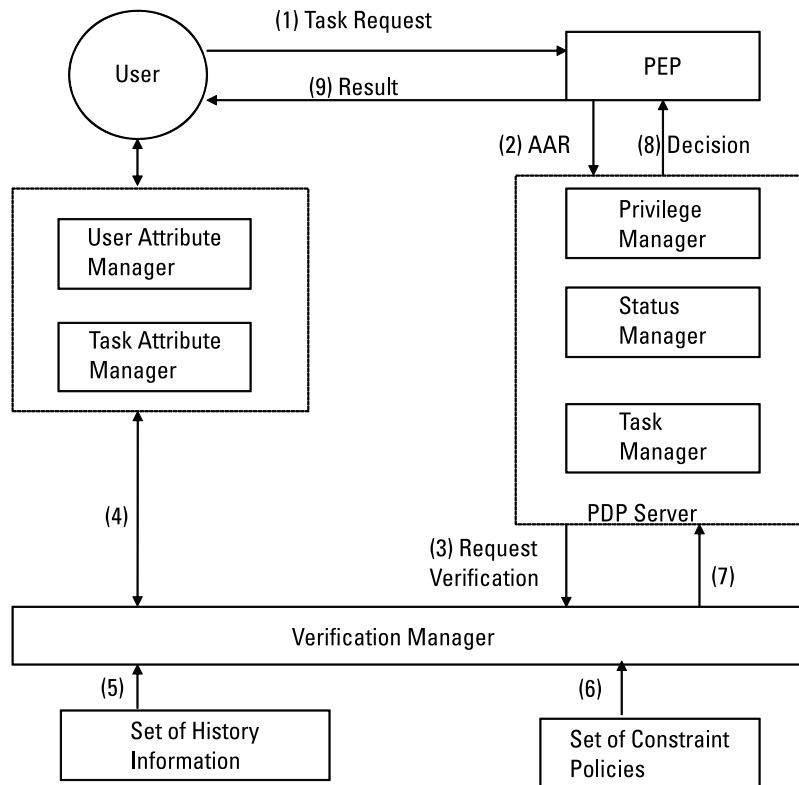 (1) Task Request
User
PEP
(9) Result
(2) AAR
(8) Decision
User Attribute
Manager
Task Attribute
Manager
Privilege
Manager
Status
Manager
Task
Manager
PDP Server
(4)
(3) Request
Verification
(7)
Verification Manager
(5)
(6)
Set of History
Information
Set of Constraint
Policies